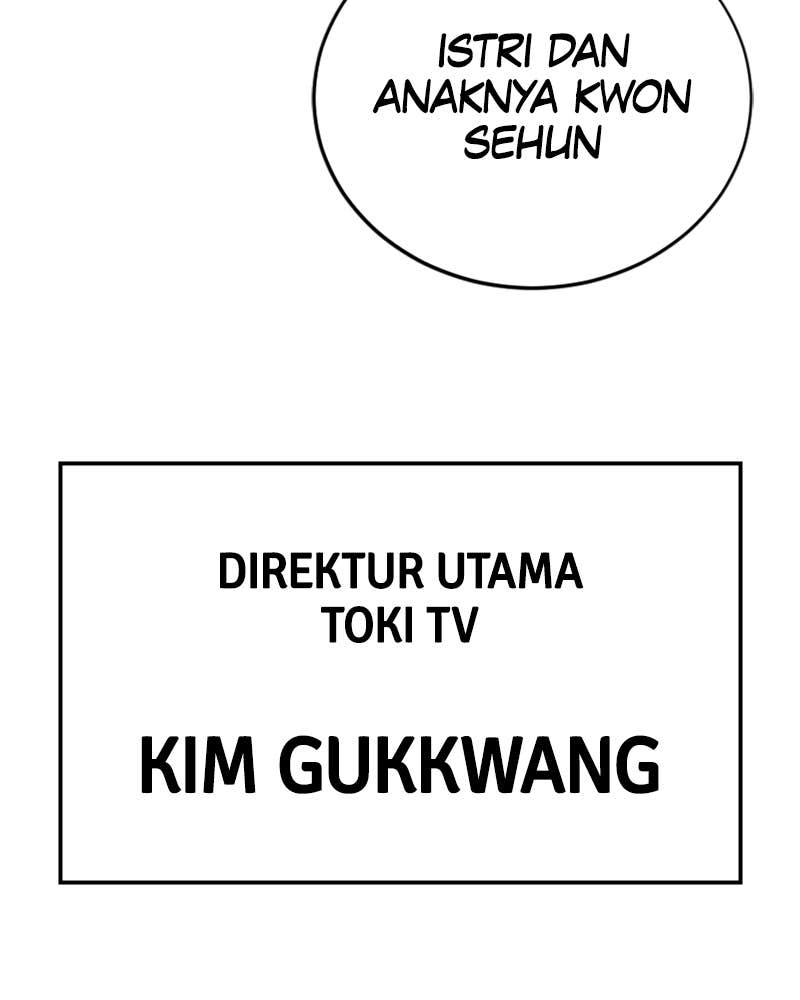 ISTRI DAN
ANAKNYA KWON
SEHUN
DIREKTUR UTAMA
TOKI TV
KIM GUKKWANG